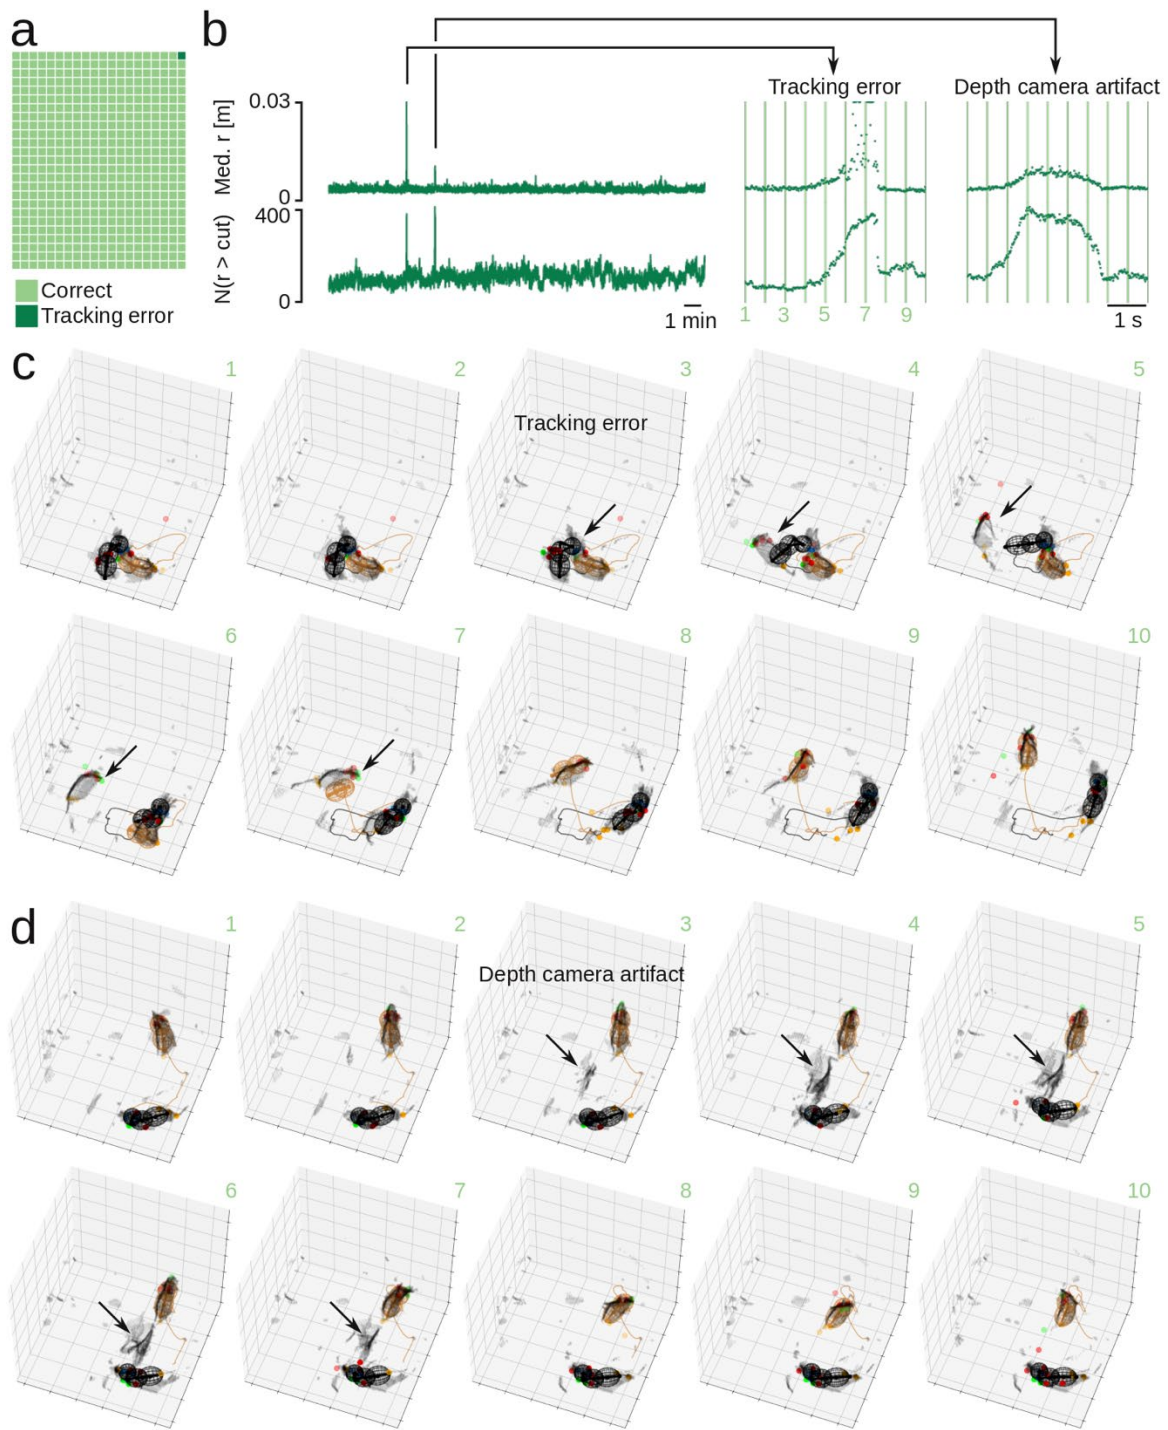 a
Correct
Tracking error
b
Tracking error
Depth camera artifact
Med. r [m]
0.03
0
N(r > cut)
400
0
1 min
1 3 5 7 9
1 s
c
1 2 3 4 5
Tracking error
6 7 8 9 10
d
1 2 3 4 5
Depth camera artifact
6 7 8 9 10